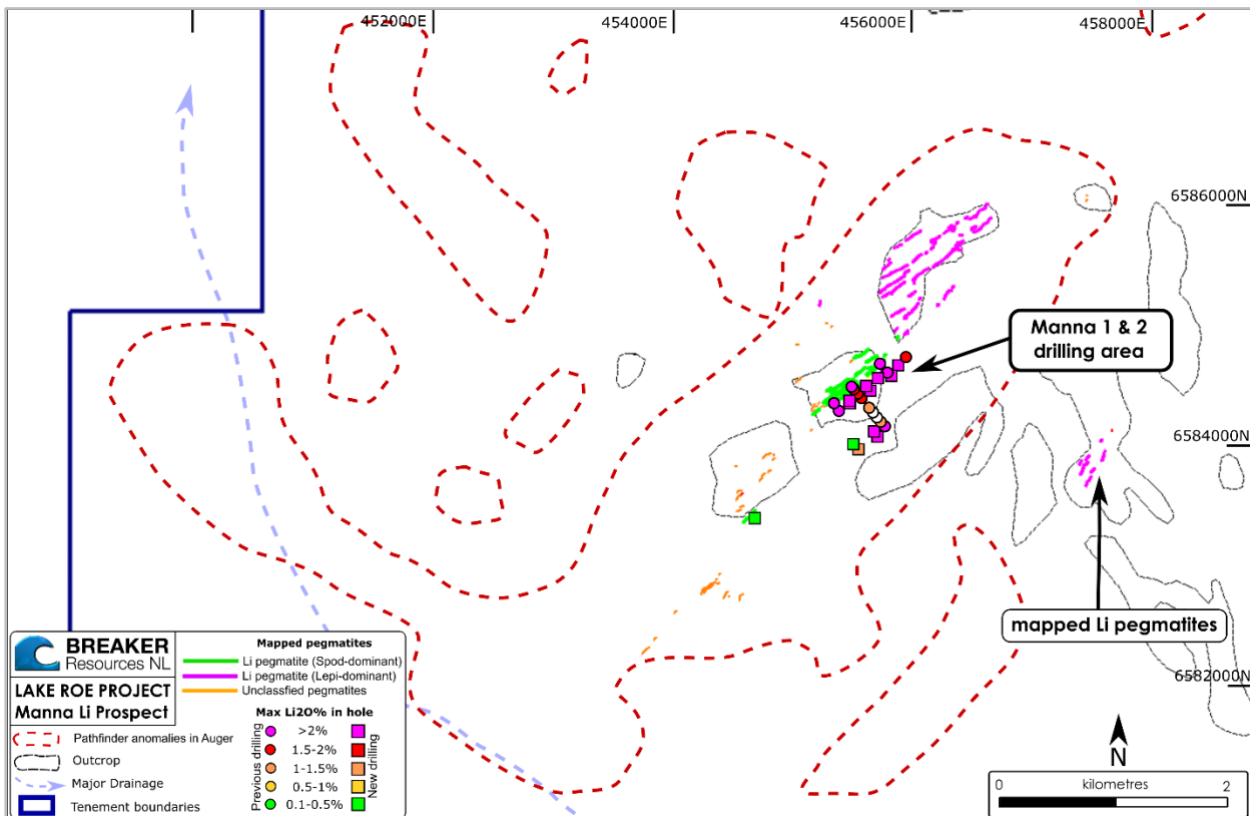 452000E
454000E
456000E
458000E
6586000N
Manna 1 & 2
drilling area
6584000N
mapped Li pegmatites
6582000N
N
0 kilometres 2
BREAKER
Resources NL
LAKE ROE PROJECT
Manna Li Prospect
Pathfinder anomalies in Auger
Outcrop
Major Drainage
Tenement boundaries
Mapped pegmatites
Li pegmatite (Spod-dominant)
Li pegmatite (Lepi-dominant)
Unclassfied pegmatites
Max Li2O% in hole
Previous drilling
>2%
1.5-2%
1-1.5%
0.5-1%
0.1-0.5%
New drilling